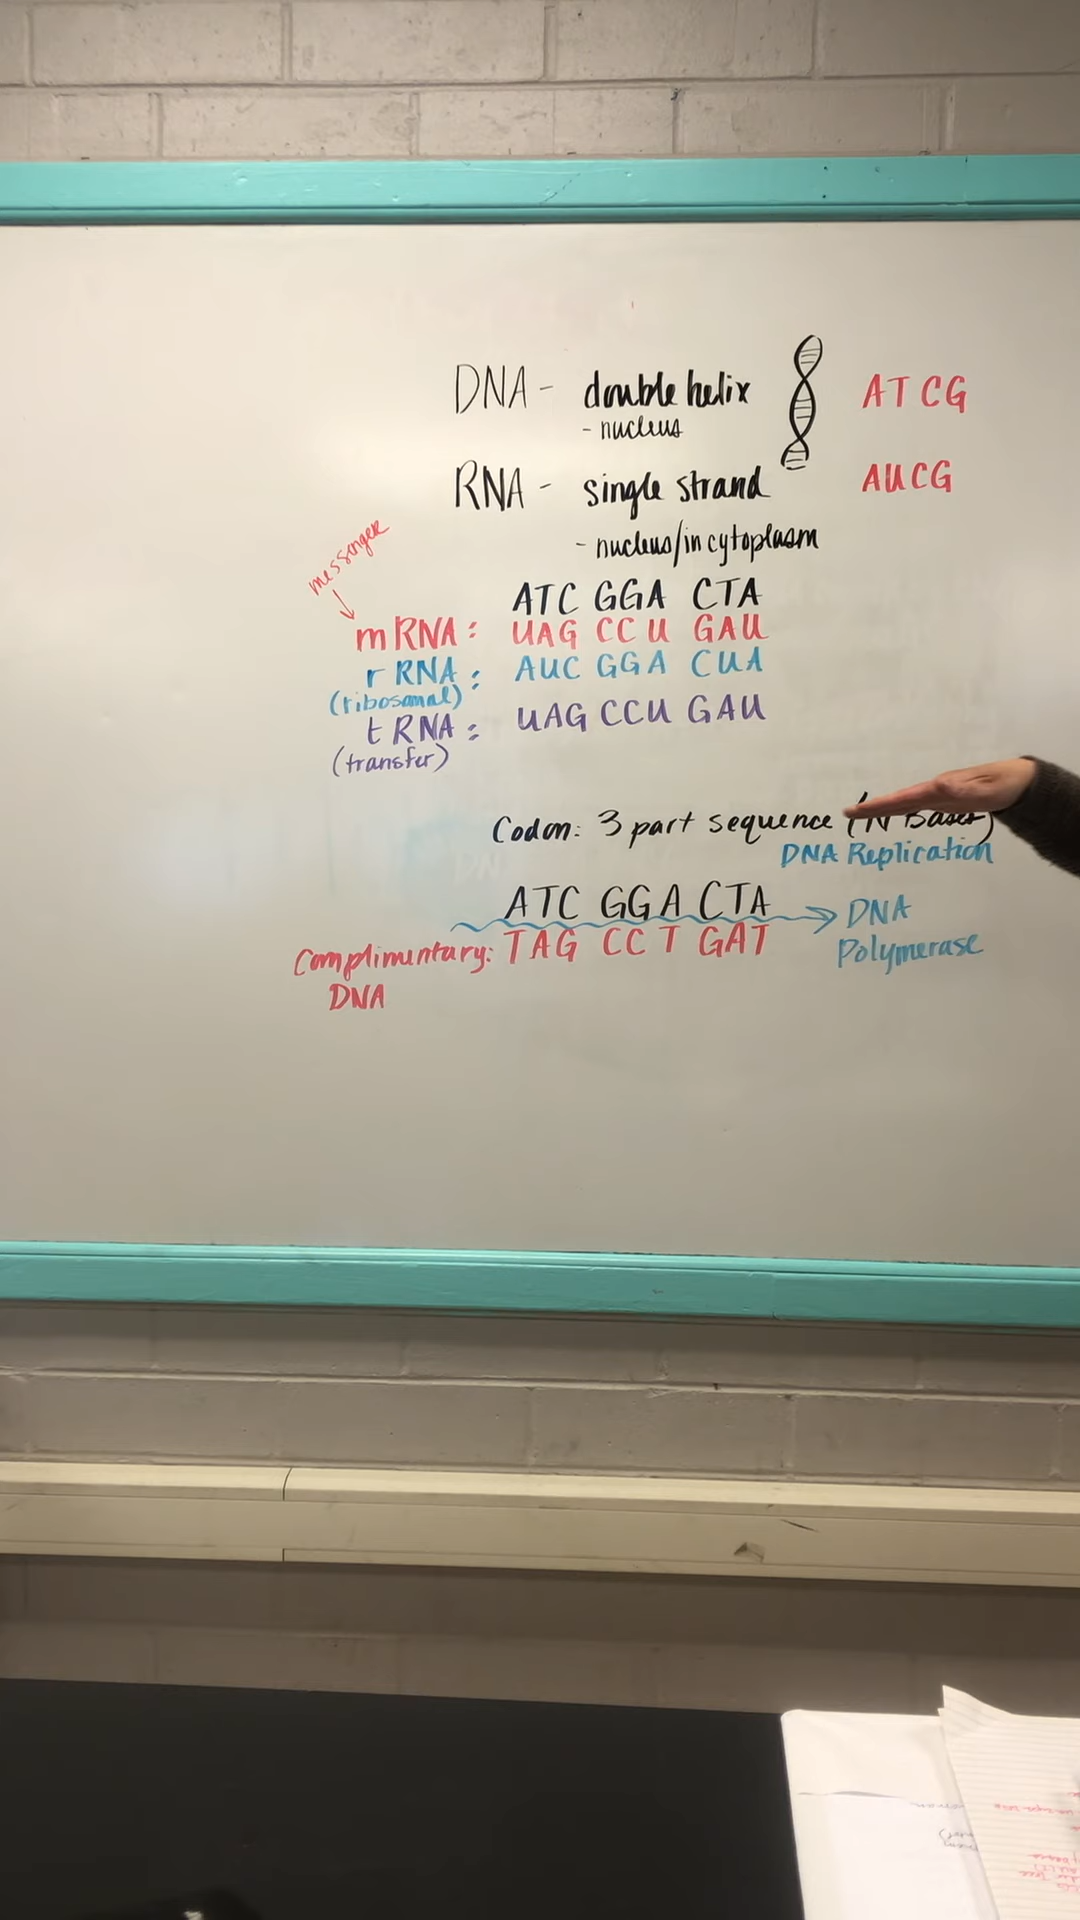 DNA - double helix ATCG
- nucleus
RNA - single strand AUCG
- nucleus/in cytoplasm
messenger
ATC GGA CTA
mRNA: UAG CCU GAU
rRNA: AUC GGA CUA
(ribosomal)
tRNA: UAG CCU GAU
(transfer)
Codon: 3 part sequence (N Bases)
DNA Replication
ATC GGA CTA DNA
Polymerase
Complimentary: TAG CCT GAT
DNA